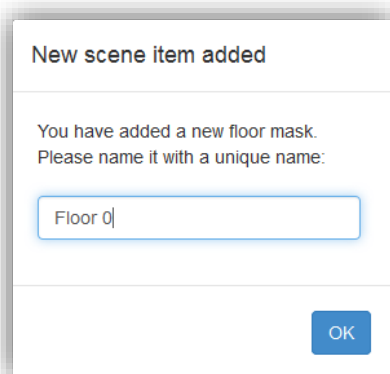 New scene item added
You have added a new floor mask.
Please name it with a unique name:
Floor 0
OK